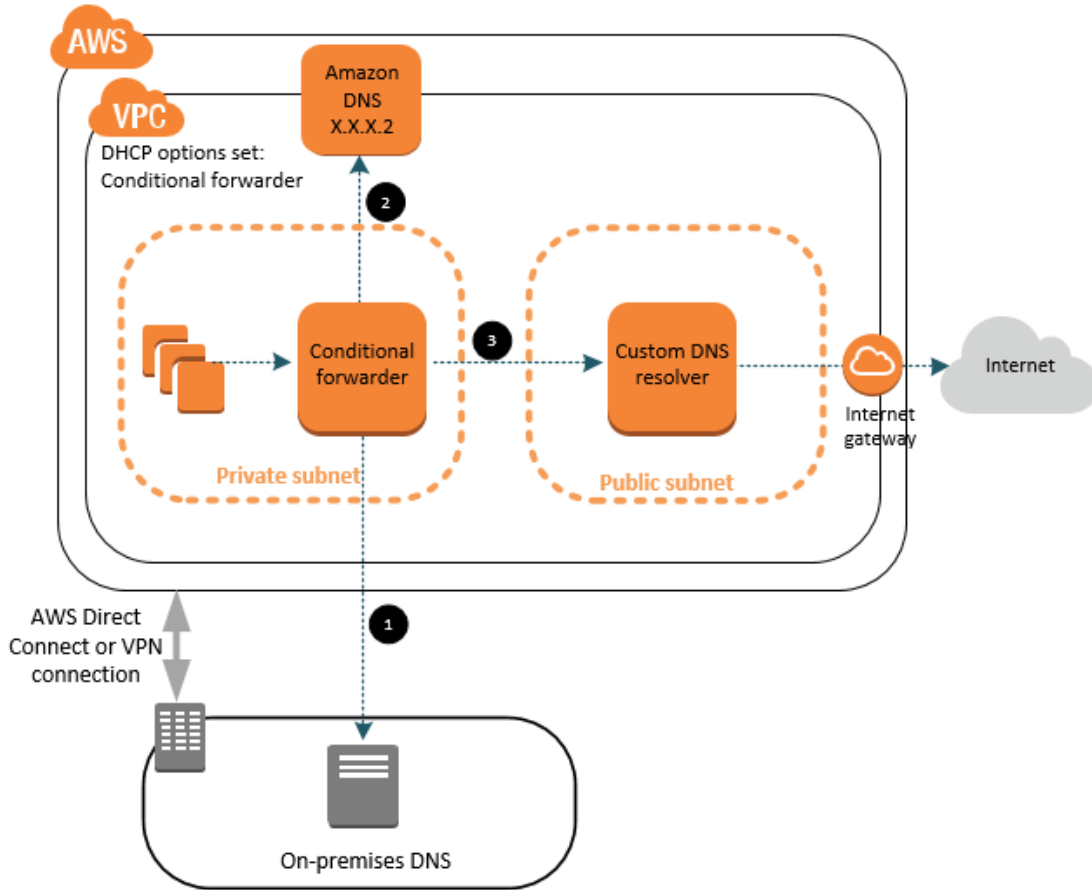 AWS
Amazon
DNS
X.X.X.2
VPC
DHCP options set:
Conditional forwarder
2
Conditional
forwarder
3
Custom DNS
resolver
Internet
Internet
gateway
Private subnet
Public subnet
1
AWS Direct
Connect or VPN
connection
On-premises DNS